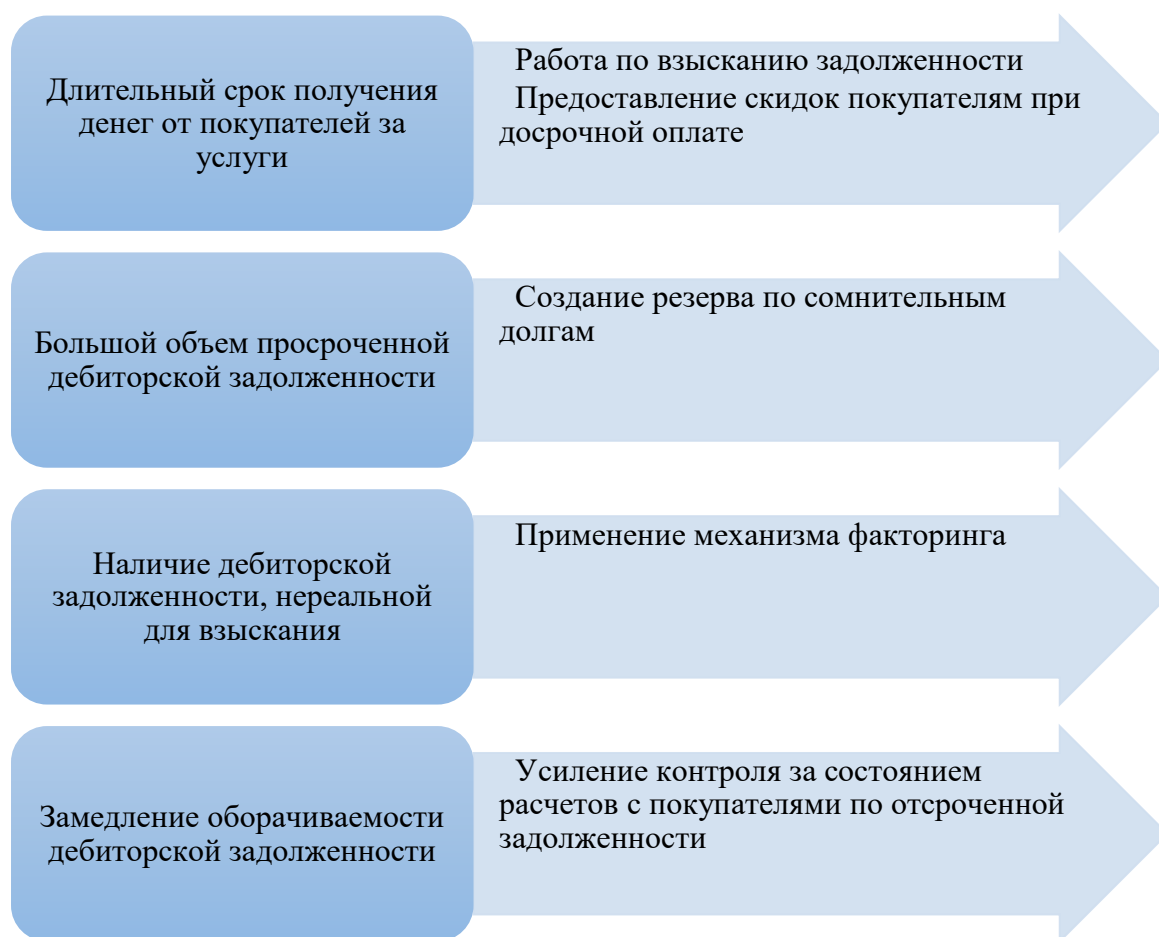 Длительный срок получения
денег от покупателей за
услуги
Работа по взысканию задолженности
Предоставление скидок покупателям при
досрочной оплате
Большой объем просроченной
дебиторской задолженности
Создание резерва по сомнительным
долгам
Наличие дебиторской
задолженности, нереальной
для взыскания
Применение механизма факторинга
Замедление оборачиваемости
дебиторской задолженности
Усиление контроля за состоянием
расчетов с покупателями по отсроченной
задолженности